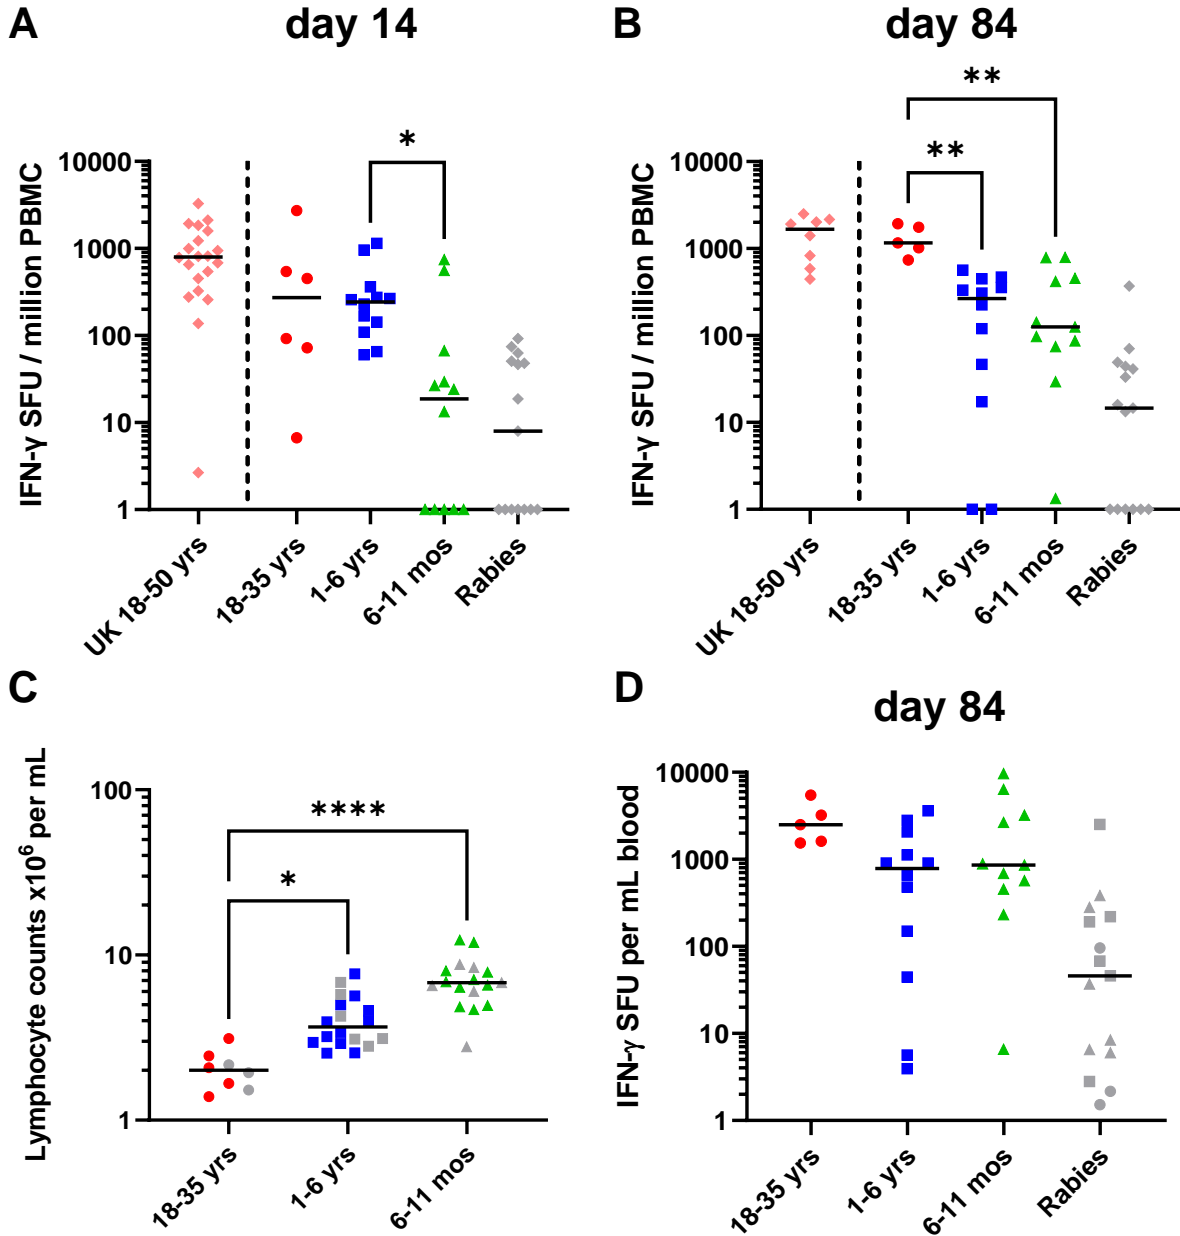 A
day 14
*
IFN-γ SFU / million PBMC
10000
1000
100
10
1
UK 18-50 yrs
18-35 yrs
1-6 yrs
6-11 mos
Rabies
B
day 84
**
**
IFN-γ SFU / million PBMC
10000
1000
100
10
1
UK 18-50 yrs
18-35 yrs
1-6 yrs
6-11 mos
Rabies
C
****
*
Lymphocyte counts x10⁶ per mL
100
10
1
18-35 yrs
1-6 yrs
6-11 mos
D
day 84
IFN-γ SFU per mL blood
10000
1000
100
10
1
18-35 yrs
1-6 yrs
6-11 mos
Rabies